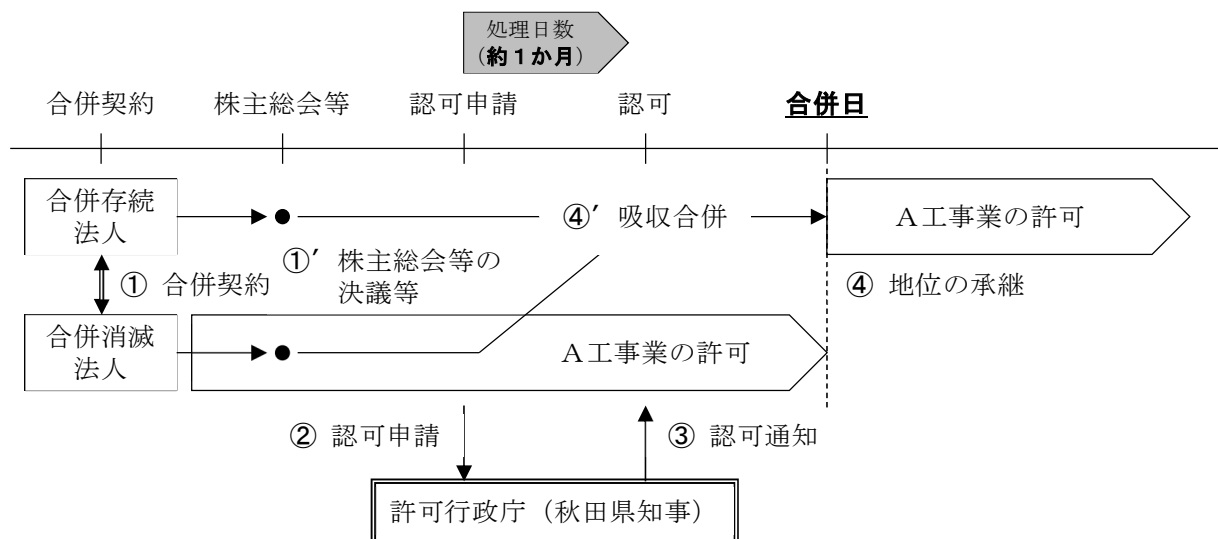 処理日数
（約１か月）
合併契約
株主総会等
認可申請
認可
合併日
合併存続
法人
④′ 吸収合併
Ａ工事業の許可
①′ 株主総会等の
決議等
① 合併契約
④ 地位の承継
合併消滅
法人
Ａ工事業の許可
② 認可申請
③ 認可通知
許可行政庁（秋田県知事）